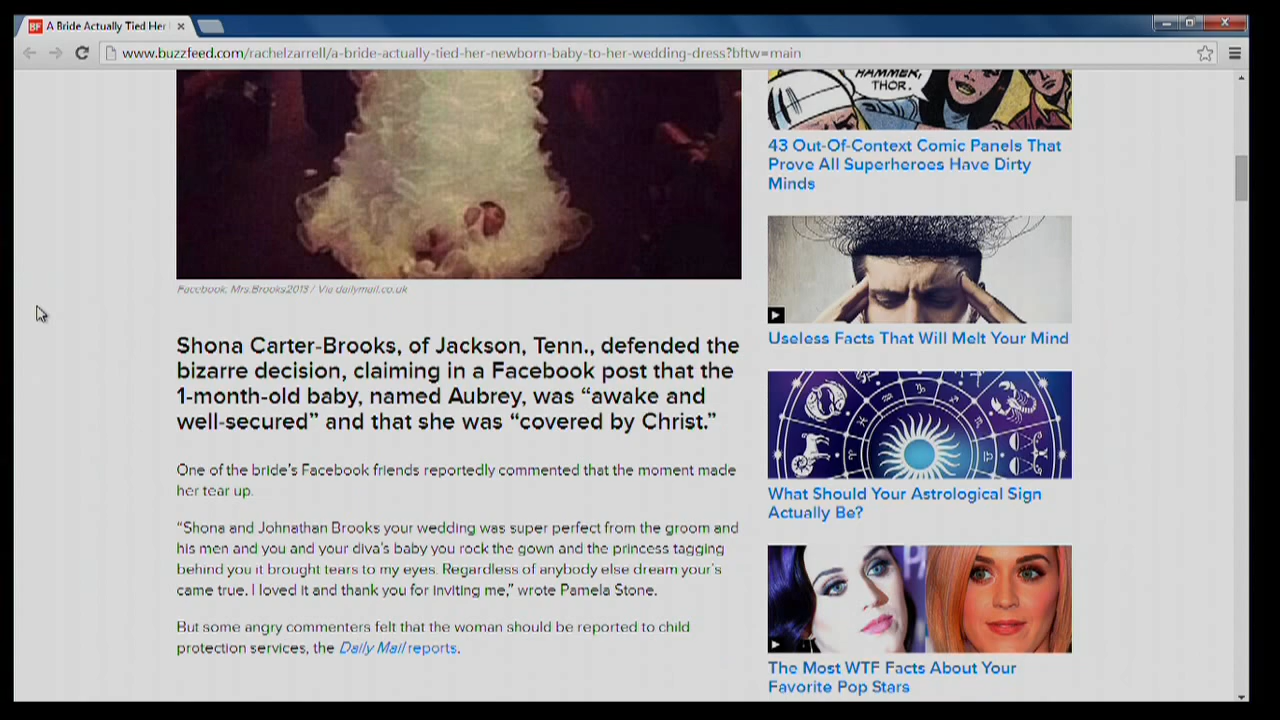 A Bride Actually Tied Her
www.buzzfeed.com/rachelzarrell/a-bride-actually-tied-her-newborn-baby-to-her-wedding-dress?bftw=main
HAMMER,
THOR.
43 Out-Of-Context Comic Panels That
Prove All Superheroes Have Dirty
Minds
Facebook: Mrs.Brooks2013 / Via dailymail.co.uk
Useless Facts That Will Melt Your Mind
Shona Carter-Brooks, of Jackson, Tenn., defended the
bizarre decision, claiming in a Facebook post that the
1-month-old baby, named Aubrey, was “awake and
well-secured” and that she was “covered by Christ.”
One of the bride’s Facebook friends reportedly commented that the moment made
her tear up.
“Shona and Johnathan Brooks your wedding was super perfect from the groom and
his men and you and your diva’s baby you rock the gown and the princess tagging
behind you it brought tears to my eyes. Regardless of anybody else dream your’s
came true. I loved it and thank you for inviting me,” wrote Pamela Stone.
But some angry commenters felt that the woman should be reported to child
protection services, the Daily Mail reports.
What Should Your Astrological Sign
Actually Be?
The Most WTF Facts About Your
Favorite Pop Stars